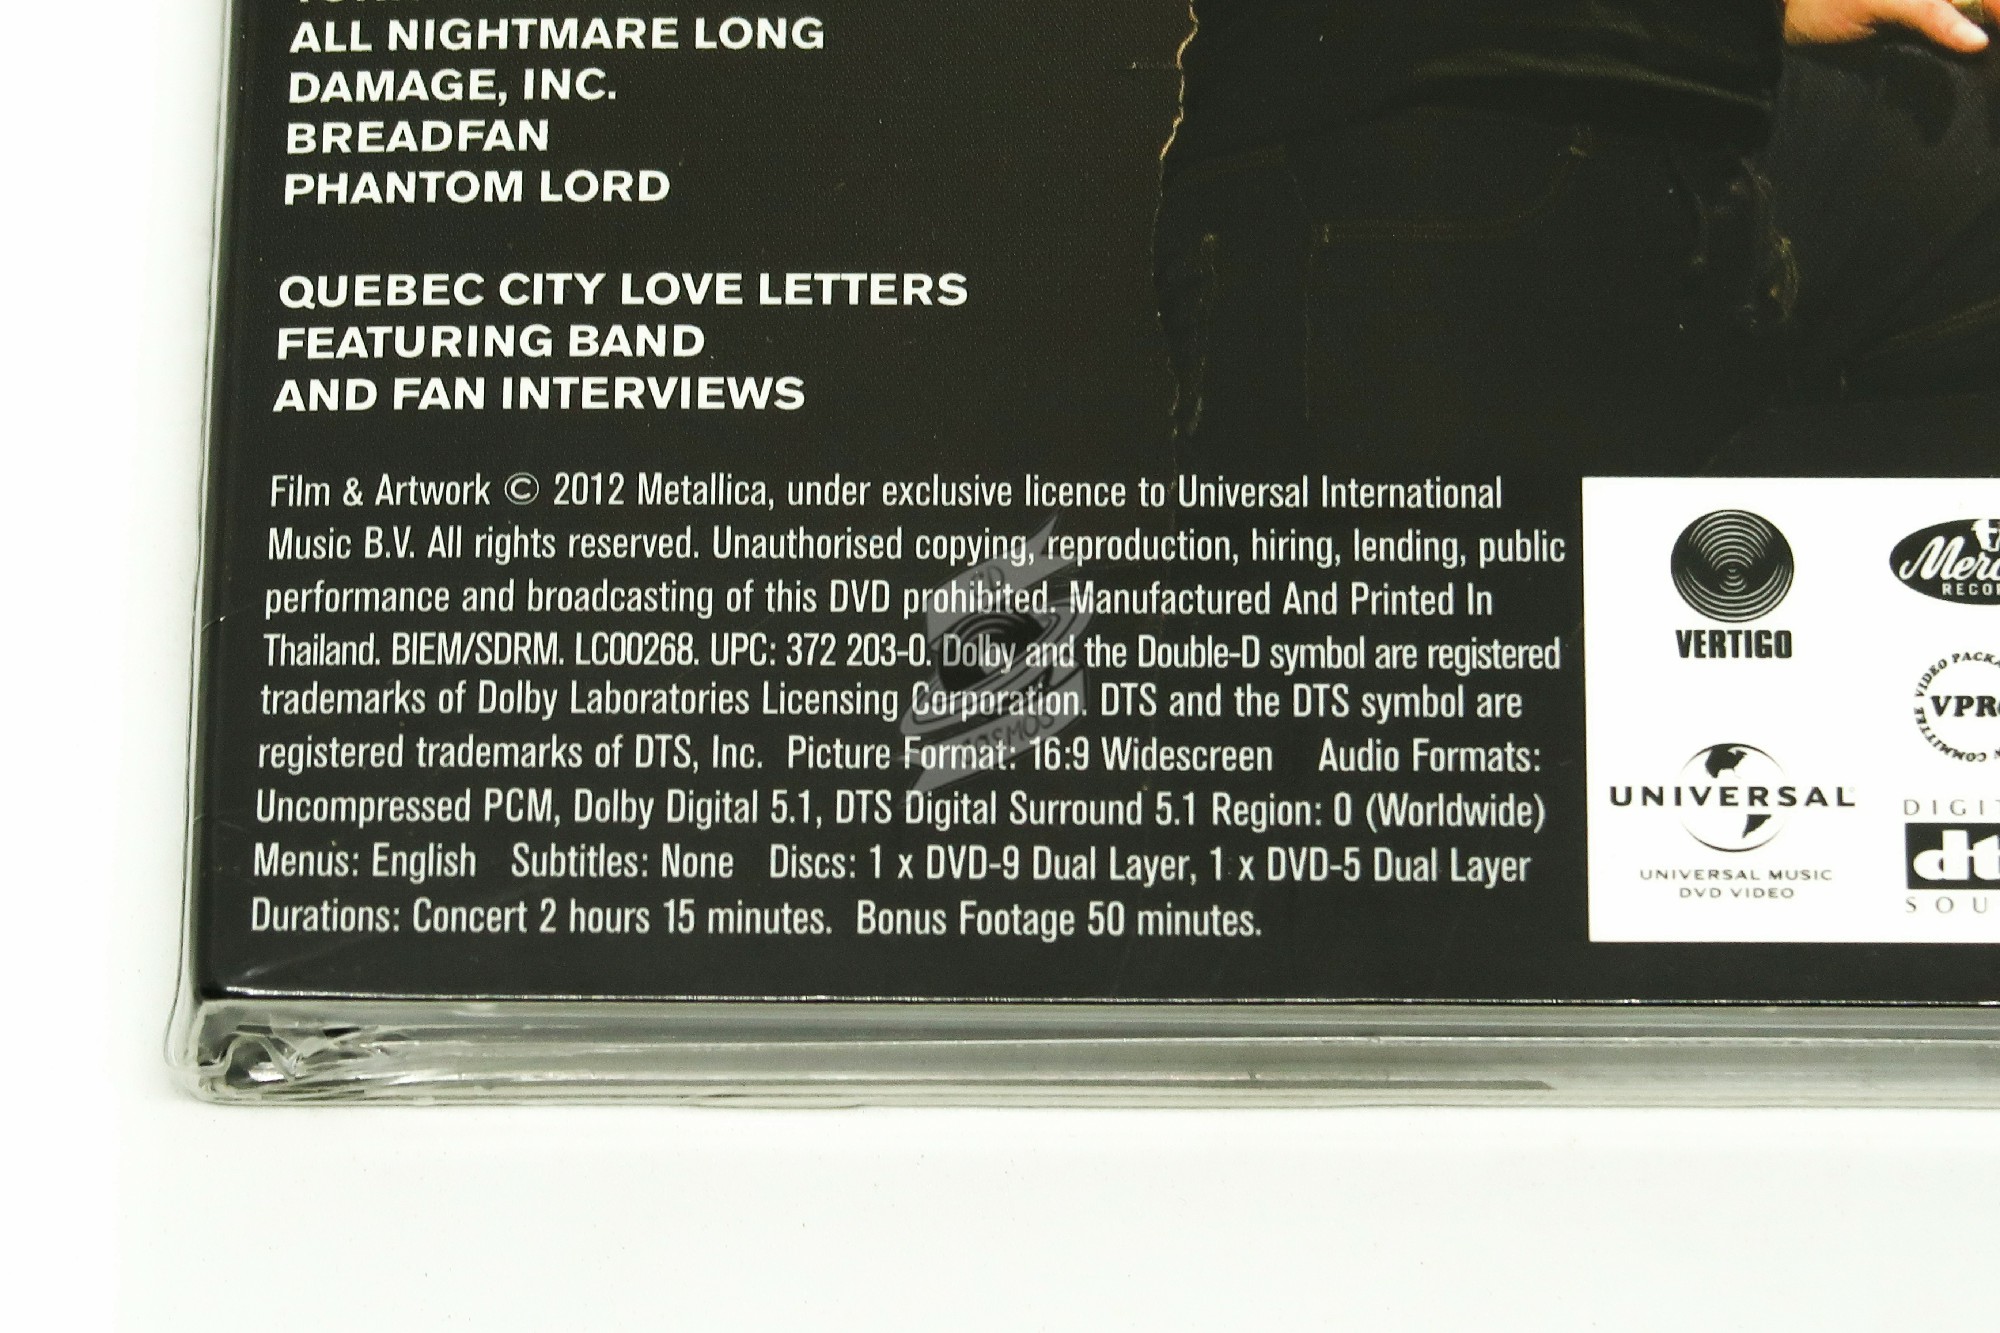 ALL NIGHTMARE LONG
DAMAGE, INC.
BREADFAN
PHANTOM LORD
QUEBEC CITY LOVE LETTERS
FEATURING BAND
AND FAN INTERVIEWS
Film & Artwork © 2012 Metallica, under exclusive licence to Universal International
Music B.V. All rights reserved. Unauthorised copying, reproduction, hiring, lending, public
performance and broadcasting of this DVD prohibited. Manufactured And Printed In
Thailand. BIEM/SDRM. LC00268. UPC: 372 203-0. Dolby and the Double-D symbol are registered
trademarks of Dolby Laboratories Licensing Corporation. DTS and the DTS symbol are
registered trademarks of DTS, Inc. Picture Format: 16:9 Widescreen Audio Formats:
Uncompressed PCM, Dolby Digital 5.1, DTS Digital Surround 5.1 Region: 0 (Worldwide)
Menus: English Subtitles: None Discs: 1 x DVD-9 Dual Layer, 1 x DVD-5 Dual Layer
Durations: Concert 2 hours 15 minutes. Bonus Footage 50 minutes.
VERTIGO
UNIVERSAL
UNIVERSAL MUSIC
DVD VIDEO
VIDEO
COMMITTEE